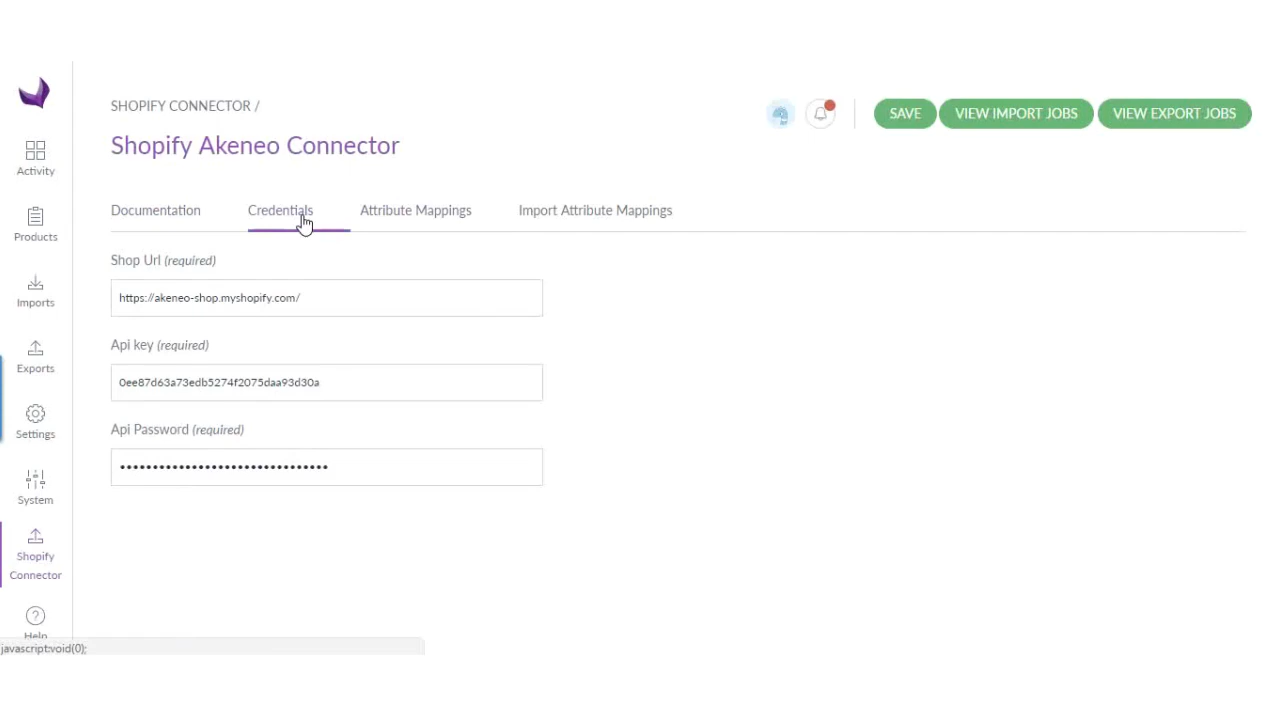 SHOPIFY CONNECTOR /
SAVE
VIEW IMPORT JOBS
VIEW EXPORT JOBS
Shopify Akeneo Connector
Activity
Documentation
Credentials
Attribute Mappings
Import Attribute Mappings
Products
Shop Url (required)
https://akeneo-shop.myshopify.com/
Imports
Api key (required)
0ee87d63a73edb5274f2075daa93d30a
Exports
Api Password (required)
••••••••••••••••••••••••••••••••
Settings
System
Shopify
Connector
Help
javascript:void(0);